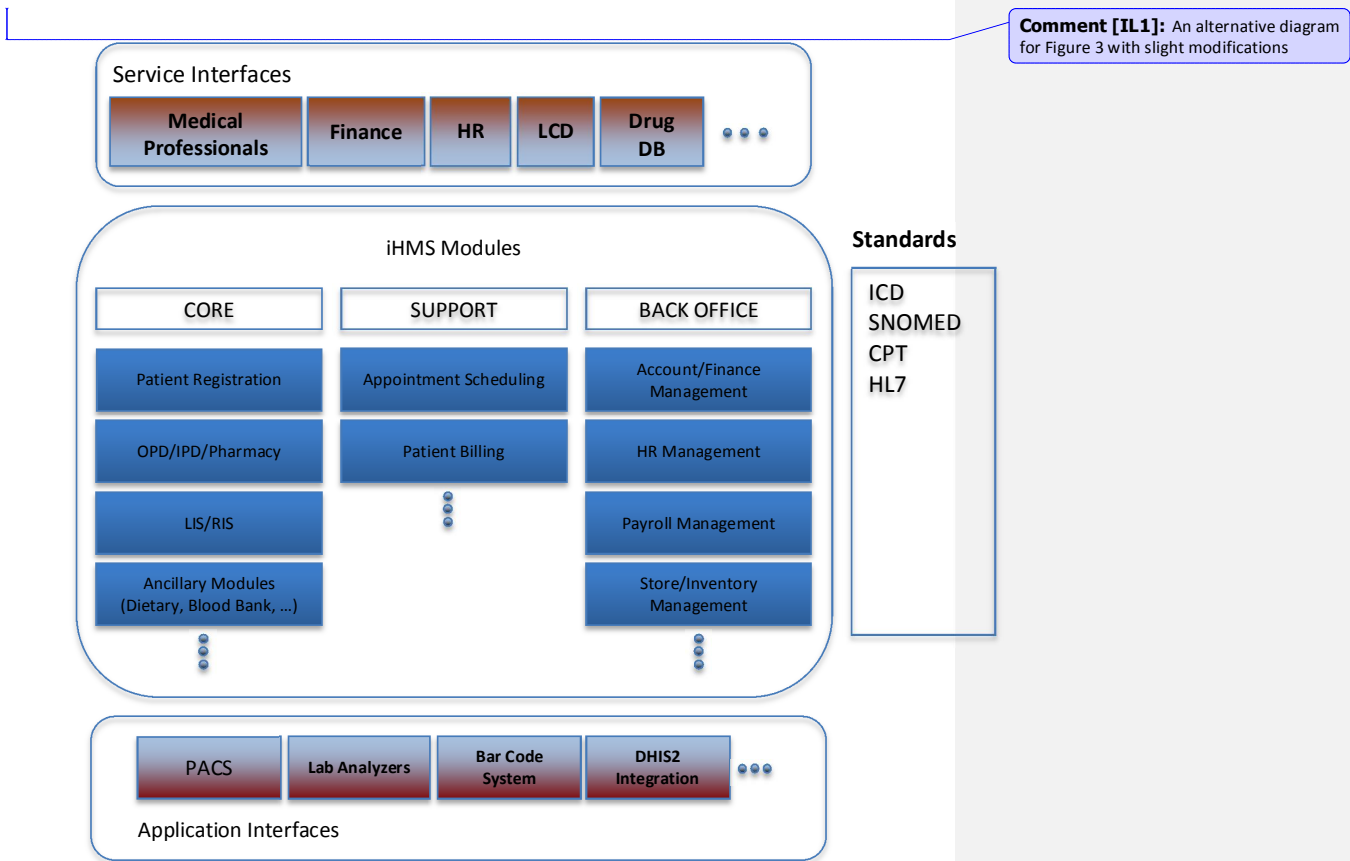 Comment [IL1]: An alternative diagram
for Figure 3 with slight modifications
Service Interfaces
Medical
Professionals
Finance
HR
LCD
Drug
DB
iHMS Modules
CORE
Patient Registration
OPD/IPD/Pharmacy
LIS/RIS
Ancillary Modules
(Dietary, Blood Bank, …)
SUPPORT
Appointment Scheduling
Patient Billing
BACK OFFICE
Account/Finance
Management
HR Management
Payroll Management
Store/Inventory
Management
Standards
ICD
SNOMED
CPT
HL7
PACS
Lab Analyzers
Bar Code
System
DHIS2
Integration
Application Interfaces